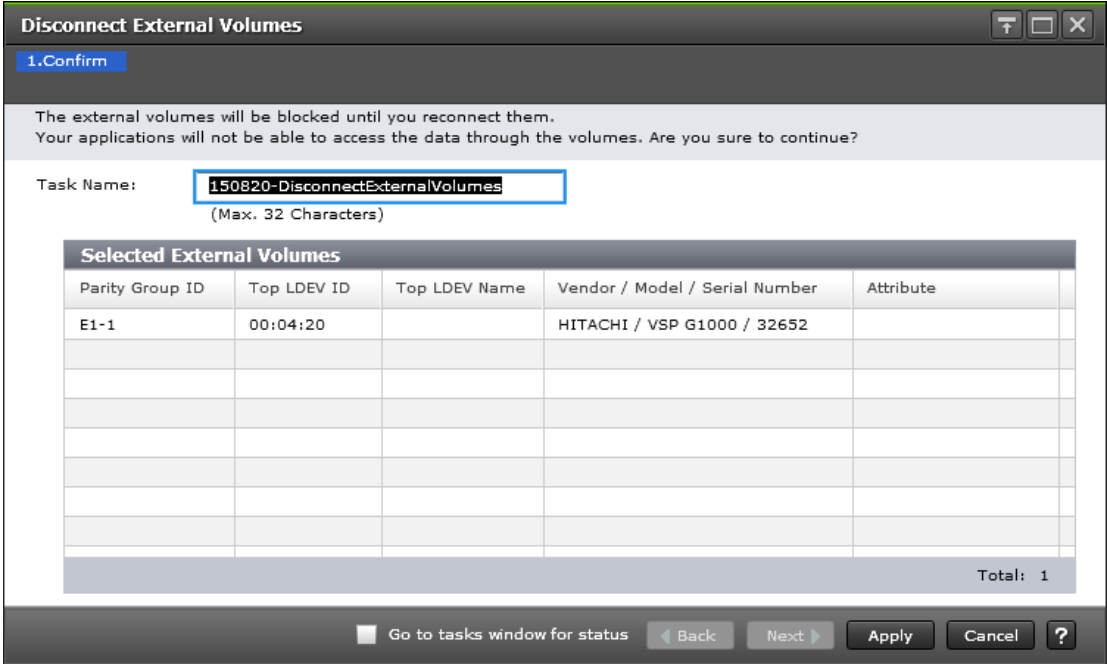 Disconnect External Volumes
1.Confirm
The external volumes will be blocked until you reconnect them.
Your applications will not be able to access the data through the volumes. Are you sure to continue?
Task Name: 150820-DisconnectExternalVolumes
(Max. 32 Characters)
Selected External Volumes
Parity Group ID Top LDEV ID Top LDEV Name Vendor / Model / Serial Number Attribute
E1-1 00:04:20 HITACHI / VSP G1000 / 32652
Total: 1
Go to tasks window for status Back Next Apply Cancel ?